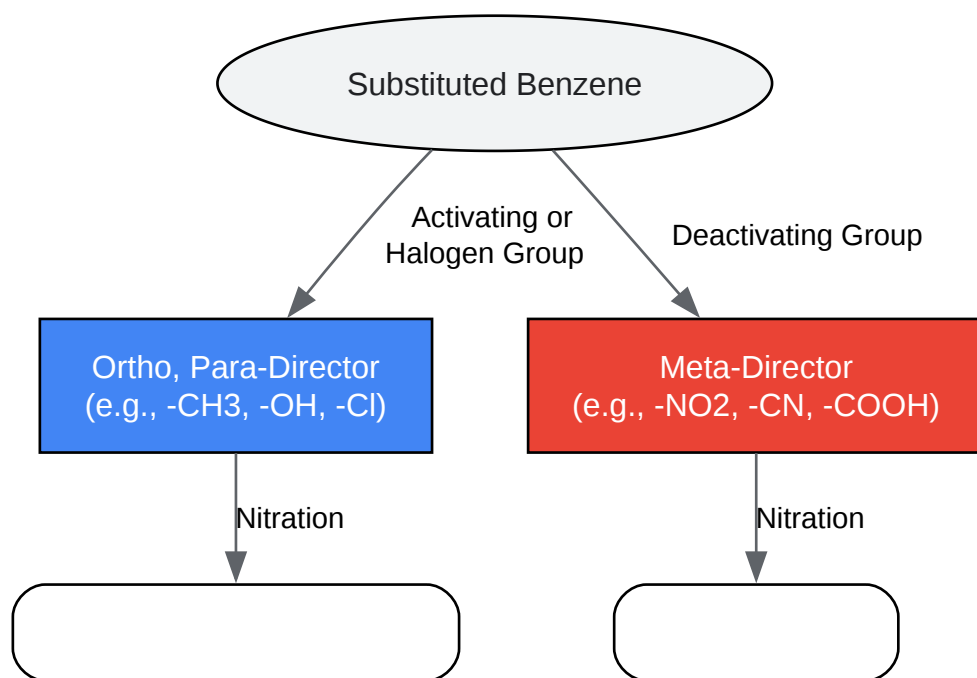 Substituted Benzene
Activating or
Halogen Group
Deactivating Group
Ortho, Para-Director
(e.g., -CH3, -OH, -Cl)
Meta-Director
(e.g., -NO2, -CN, -COOH)
Nitration
Nitration